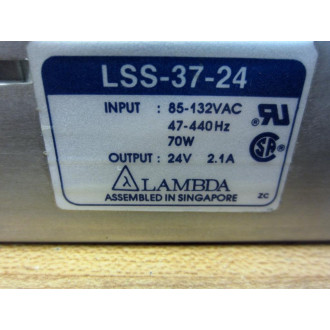 LSS-37-24
INPUT : 85-132VAC
47-440Hz
70W
OUTPUT : 24V 2.1A
λ LAMBDA
ASSEMBLED IN SINGAPORE
ZC